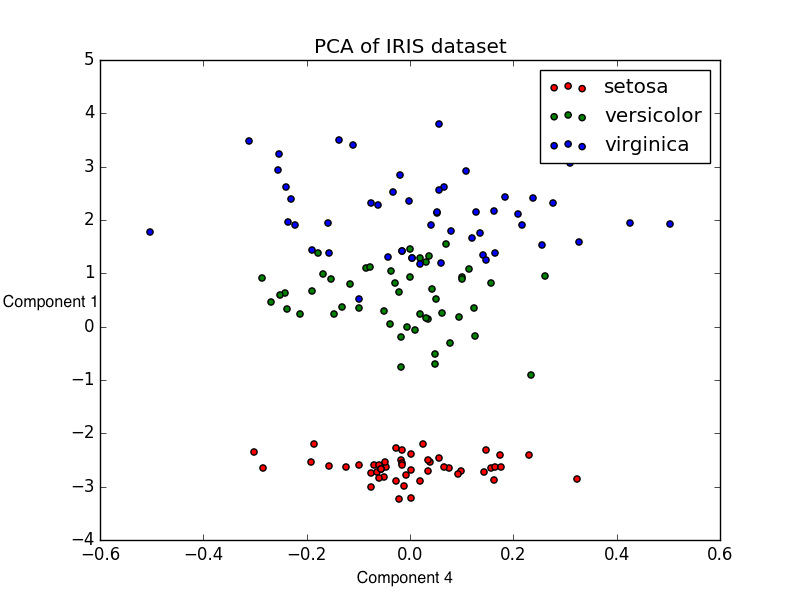 PCA of IRIS dataset
setosa
versicolor
virginica
5
4
3
2
1
0
−1
−2
−3
−4
Component 1
−0.6 −0.4 −0.2 0.0 0.2 0.4 0.6
Component 4